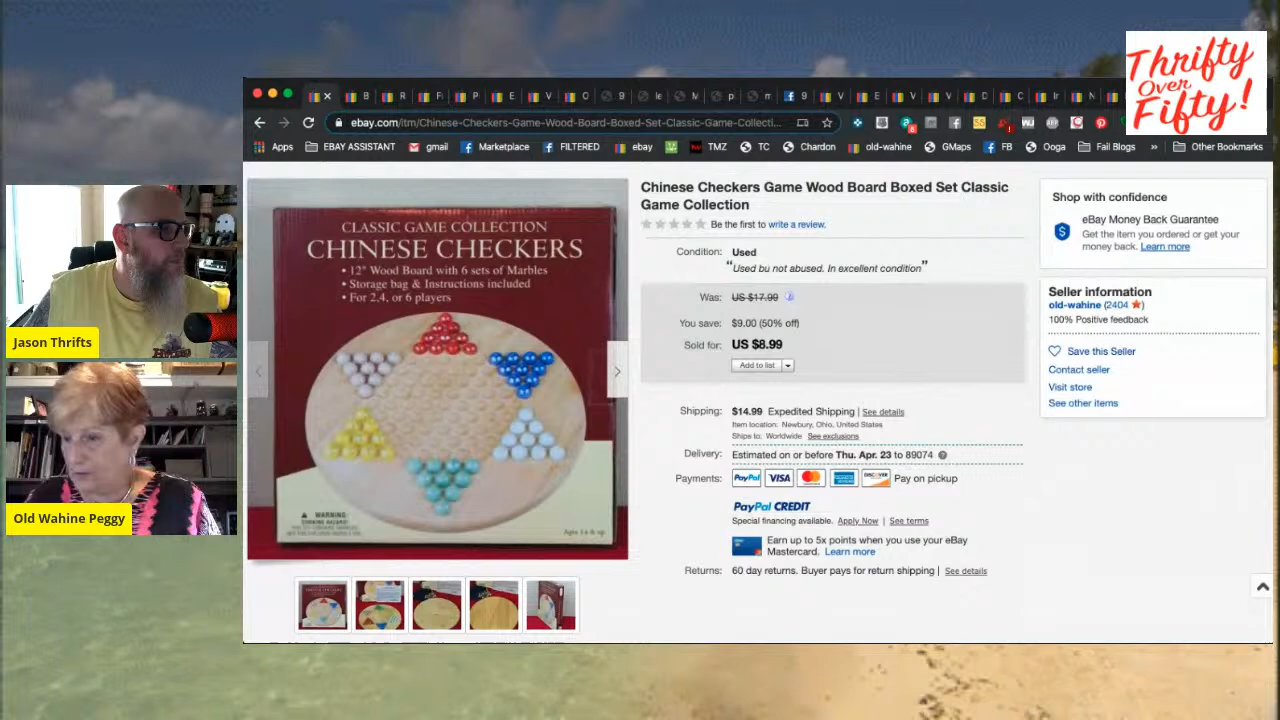 Thrifty
Over
Fifty!
ebay.com/itm/Chinese-Checkers-Game-Wood-Board-Boxed-Set-Classic-Game-Collecti...
Apps EBAY ASSISTANT gmail Marketplace FILTERED ebay TMZ TC Chardon old-wahine GMaps FB Ooga Fail Blogs » Other Bookmarks
CLASSIC GAME COLLECTION
CHINESE CHECKERS
• 12" Wood Board with 6 sets of Marbles
• Storage bag & Instructions included
• For 2,4, or 6 players
WARNING:
Chinese Checkers Game Wood Board Boxed Set Classic
Game Collection
Be the first to write a review.
Condition: Used
"Used bu not abused. In excellent condition"
Was: US $17.99
You save: $9.00 (50% off)
Sold for: US $8.99
Add to list
Shipping: $14.99 Expedited Shipping | See details
Item location: Newbury, Ohio, United States
Ships to: Worldwide See exclusions
Delivery: Estimated on or before Thu. Apr. 23 to 89074
Payments: PayPal VISA Pay on pickup
PayPal CREDIT
Special financing available. Apply Now | See terms
Earn up to 5x points when you use your eBay
Mastercard. Learn more
Returns: 60 day returns. Buyer pays for return shipping | See details
Shop with confidence
eBay Money Back Guarantee
Get the item you ordered or get your
money back. Learn more
Seller information
old-wahine (2404)
100% Positive feedback
Save this Seller
Contact seller
Visit store
See other items
Jason Thrifts
Old Wahine Peggy